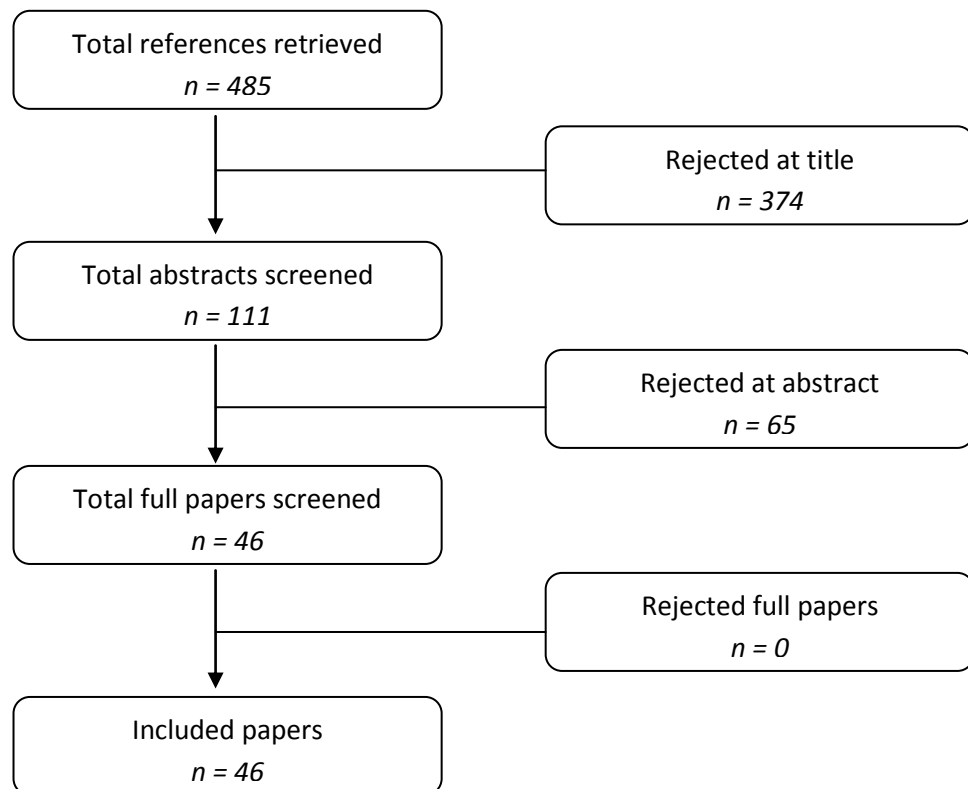 Total references retrieved
n = 485
Rejected at title
n = 374
Total abstracts screened
n = 111
Rejected at abstract
n = 65
Total full papers screened
n = 46
Rejected full papers
n = 0
Included papers
n = 46